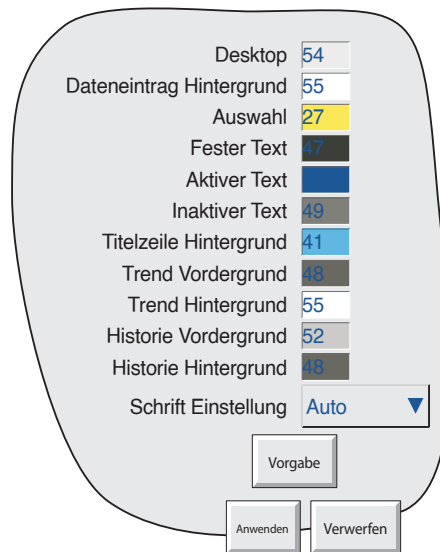 Desktop 54
Dateneintrag Hintergrund 55
Auswahl 27
Fester Text 47
Aktiver Text
Inaktiver Text 49
Titelzeile Hintergrund 41
Trend Vordergrund 48
Trend Hintergrund 55
Historie Vordergrund 52
Historie Hintergrund 48
Schrift Einstellung Auto
Vorgabe
Anwenden Verwerfen